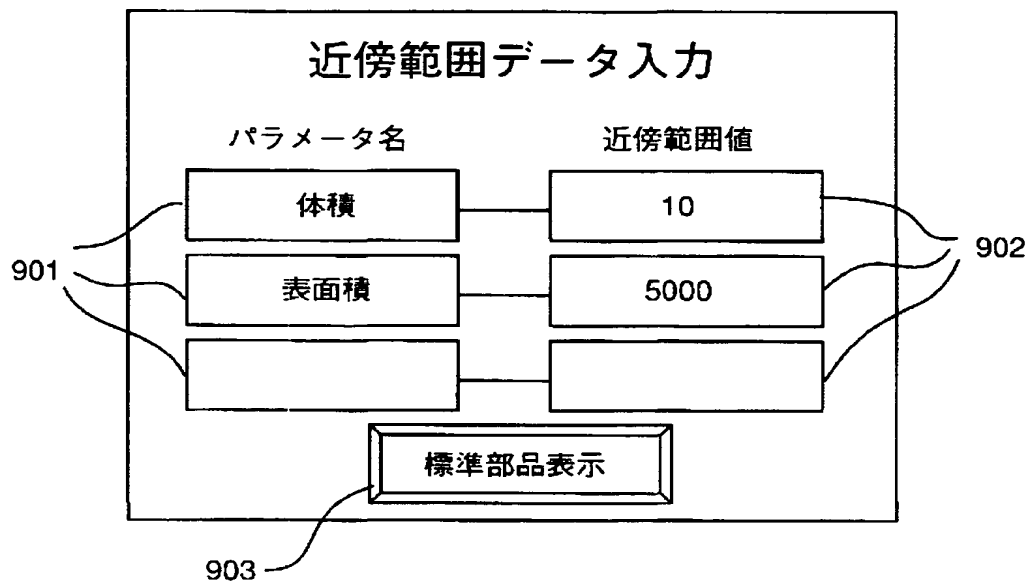 近傍範囲データ入力
パラメータ名 近傍範囲値
体積 10
901 902
表面積 5000
標準部品表示
903